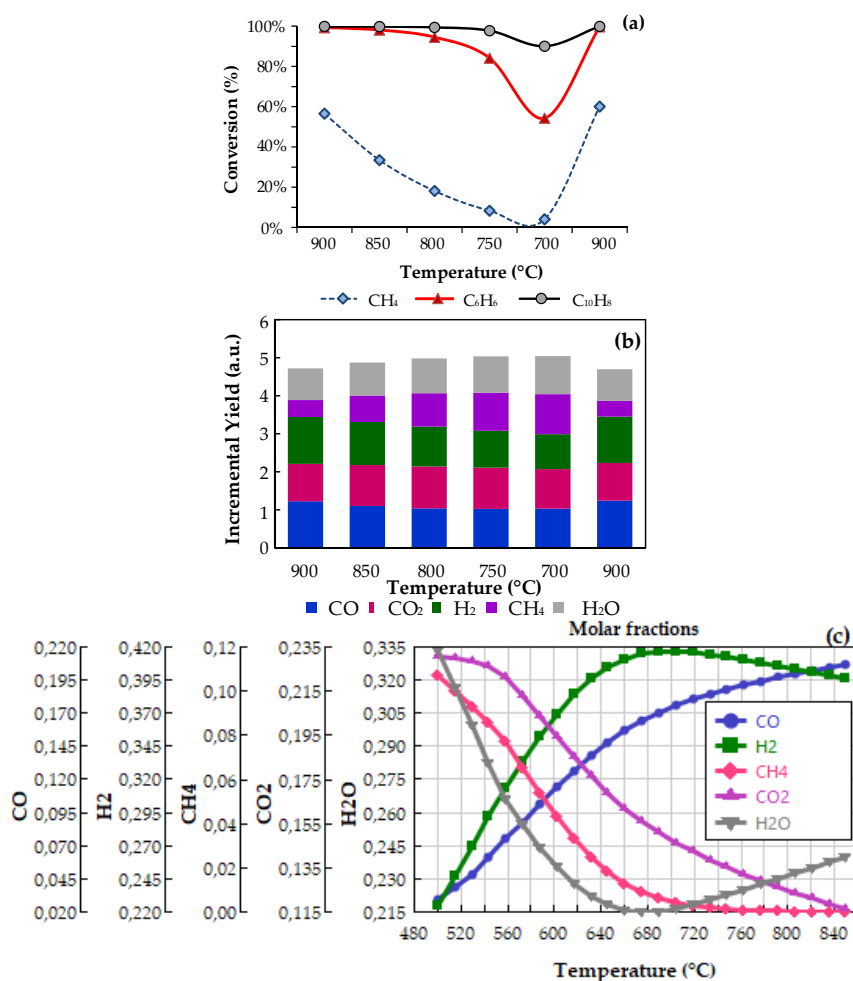 (a)
100%
80%
60%
40%
20%
0%
Conversion (%)
900 850 800 750 700 900
Temperature (°C)
CH₄ C₆H₆ C₁₀H₈
(b)
6
5
4
3
2
1
0
Incremental Yield (a.u.)
900 850 800 750 700 900
Temperature (°C)
CO CO₂ H₂ CH₄ H₂O
Molar fractions
(c)
0,220 0,420 0,12 0,235 0,335
0,195 0,395 0,10 0,215 0,320
0,170 0,370 0,08 0,195 0,305
0,145 0,345 0,06 0,175 0,290
0,120 0,320 0,04 0,155 0,275
0,095 0,295 0,02 0,135 0,260
0,070 0,270 0,00 0,115 0,245
0,045 0,245 0,230
0,020 0,220 0,215
CO
H2
CH4
CO2
H2O
CO
H2
CH4
CO2
H2O
480 520 560 600 640 680 720 760 800 840
Temperature (°C)